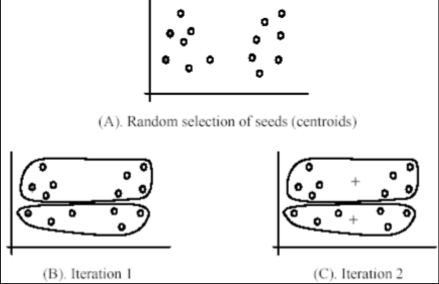 (A). Random selection of seeds (centroids)
(B). Iteration 1
(C). Iteration 2